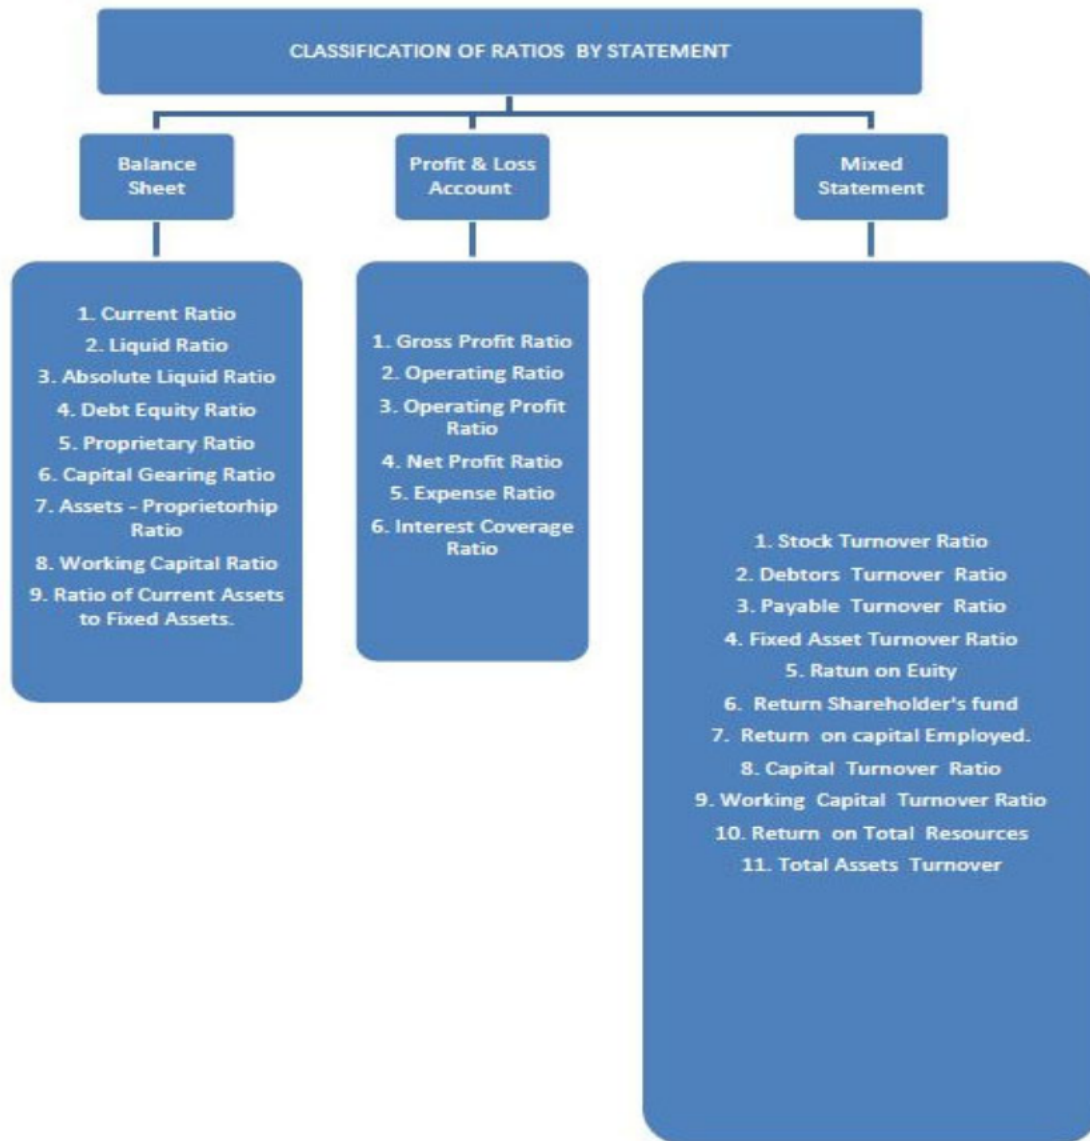 CLASSIFICATION OF RATIOS BY STATEMENT
Balance
Sheet
Profit & Loss
Account
Mixed
Statement
1. Current Ratio
2. Liquid Ratio
3. Absolute Liquid Ratio
4. Debt Equity Ratio
5. Proprietary Ratio
6. Capital Gearing Ratio
7. Assets - Proprietorhip
Ratio
8. Working Capital Ratio
9. Ratio of Current Assets
to Fixed Assets.
1. Gross Profit Ratio
2. Operating Ratio
3. Operating Profit
Ratio
4. Net Profit Ratio
5. Expense Ratio
6. Interest Coverage
Ratio
1. Stock Turnover Ratio
2. Debtors Turnover Ratio
3. Payable Turnover Ratio
4. Fixed Asset Turnover Ratio
5. Ratun on Euity
6. Return Shareholder's fund
7. Return on capital Employed.
8. Capital Turnover Ratio
9. Working Capital Turnover Ratio
10. Return on Total Resources
11. Total Assets Turnover